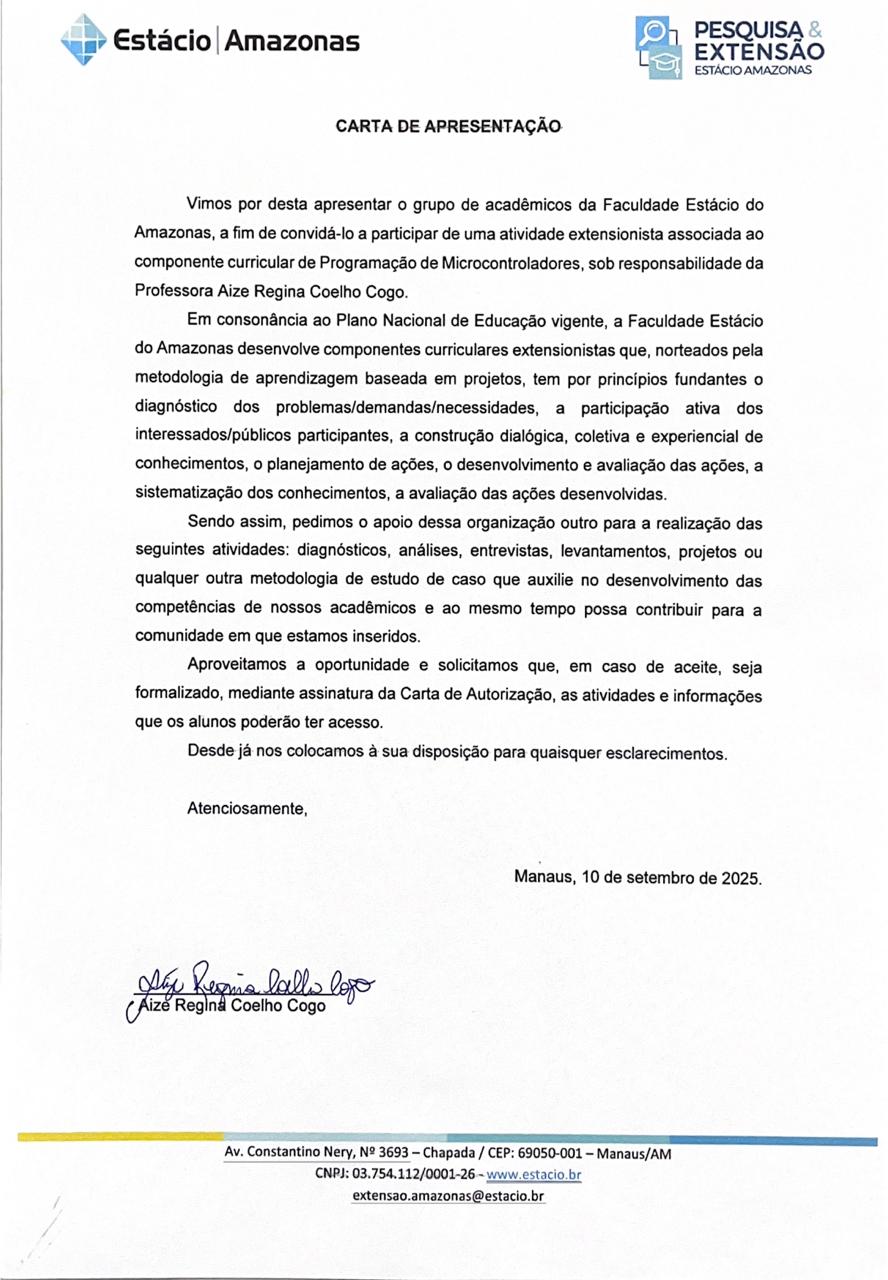 Estácio | Amazonas
PESQUISA &
EXTENSÃO
ESTÁCIO AMAZONAS
CARTA DE APRESENTAÇÃO
Vimos por desta apresentar o grupo de acadêmicos da Faculdade Estácio do
Amazonas, a fim de convidá-lo a participar de uma atividade extensionista associada ao
componente curricular de Programação de Microcontroladores, sob responsabilidade da
Professora Aize Regina Coelho Cogo.
Em consonância ao Plano Nacional de Educação vigente, a Faculdade Estácio
do Amazonas desenvolve componentes curriculares extensionistas que, norteados pela
metodologia de aprendizagem baseada em projetos, tem por princípios fundantes o
diagnóstico dos problemas/demandas/necessidades, a participação ativa dos
interessados/públicos participantes, a construção dialógica, coletiva e experiencial de
conhecimentos, o planejamento de ações, o desenvolvimento e avaliação das ações, a
sistematização dos conhecimentos, a avaliação das ações desenvolvidas.
Sendo assim, pedimos o apoio dessa organização outro para a realização das
seguintes atividades: diagnósticos, análises, entrevistas, levantamentos, projetos ou
qualquer outra metodologia de estudo de caso que auxilie no desenvolvimento das
competências de nossos acadêmicos e ao mesmo tempo possa contribuir para a
comunidade em que estamos inseridos.
Aproveitamos a oportunidade e solicitamos que, em caso de aceite, seja
formalizado, mediante assinatura da Carta de Autorização, as atividades e informações
que os alunos poderão ter acesso.
Desde já nos colocamos à sua disposição para quaisquer esclarecimentos.
Atenciosamente,
Manaus, 10 de setembro de 2025.
Aize Regina Coelho Cogo
Aize Regina Coelho Cogo
Av. Constantino Nery, Nº 3693 – Chapada / CEP: 69050-001 – Manaus/AM
CNPJ: 03.754.112/0001-26 - www.estacio.br
extensao.amazonas@estacio.br